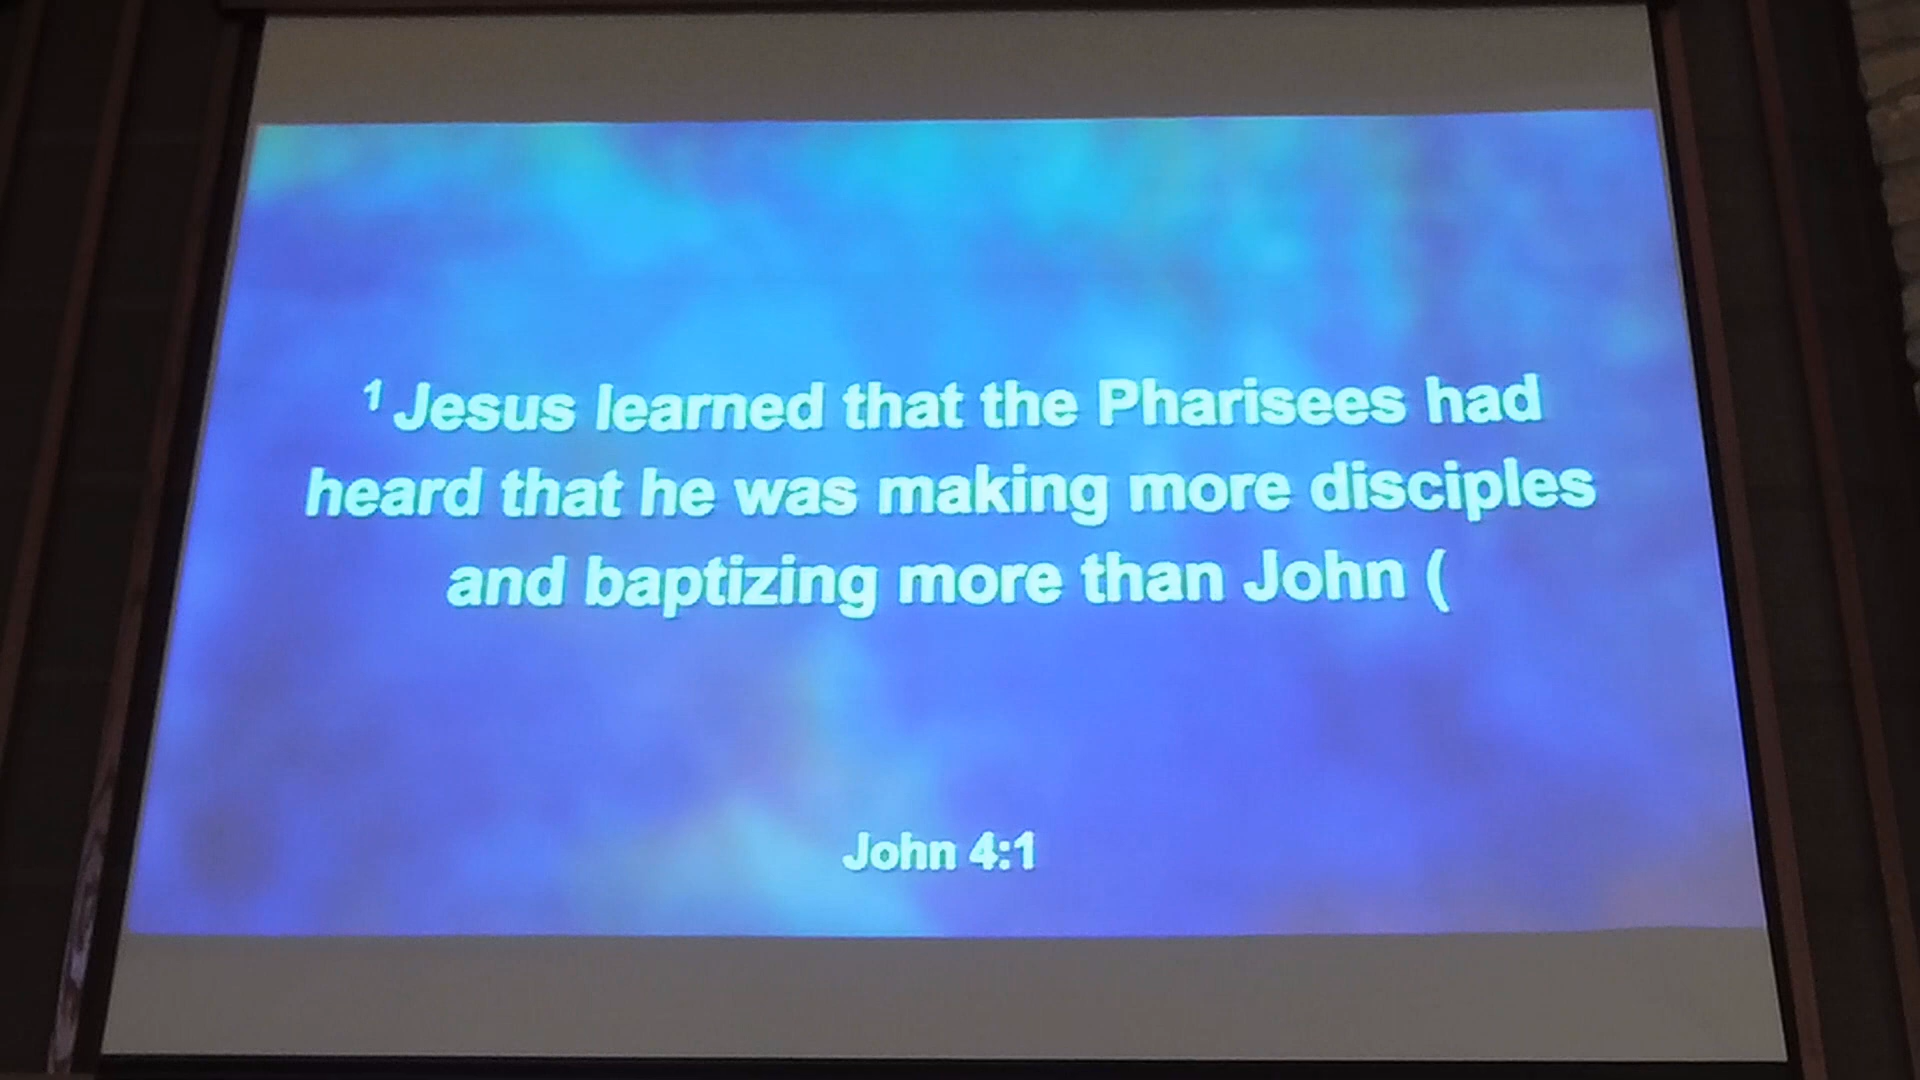 1 Jesus learned that the Pharisees had
heard that he was making more disciples
and baptizing more than John (
John 4:1